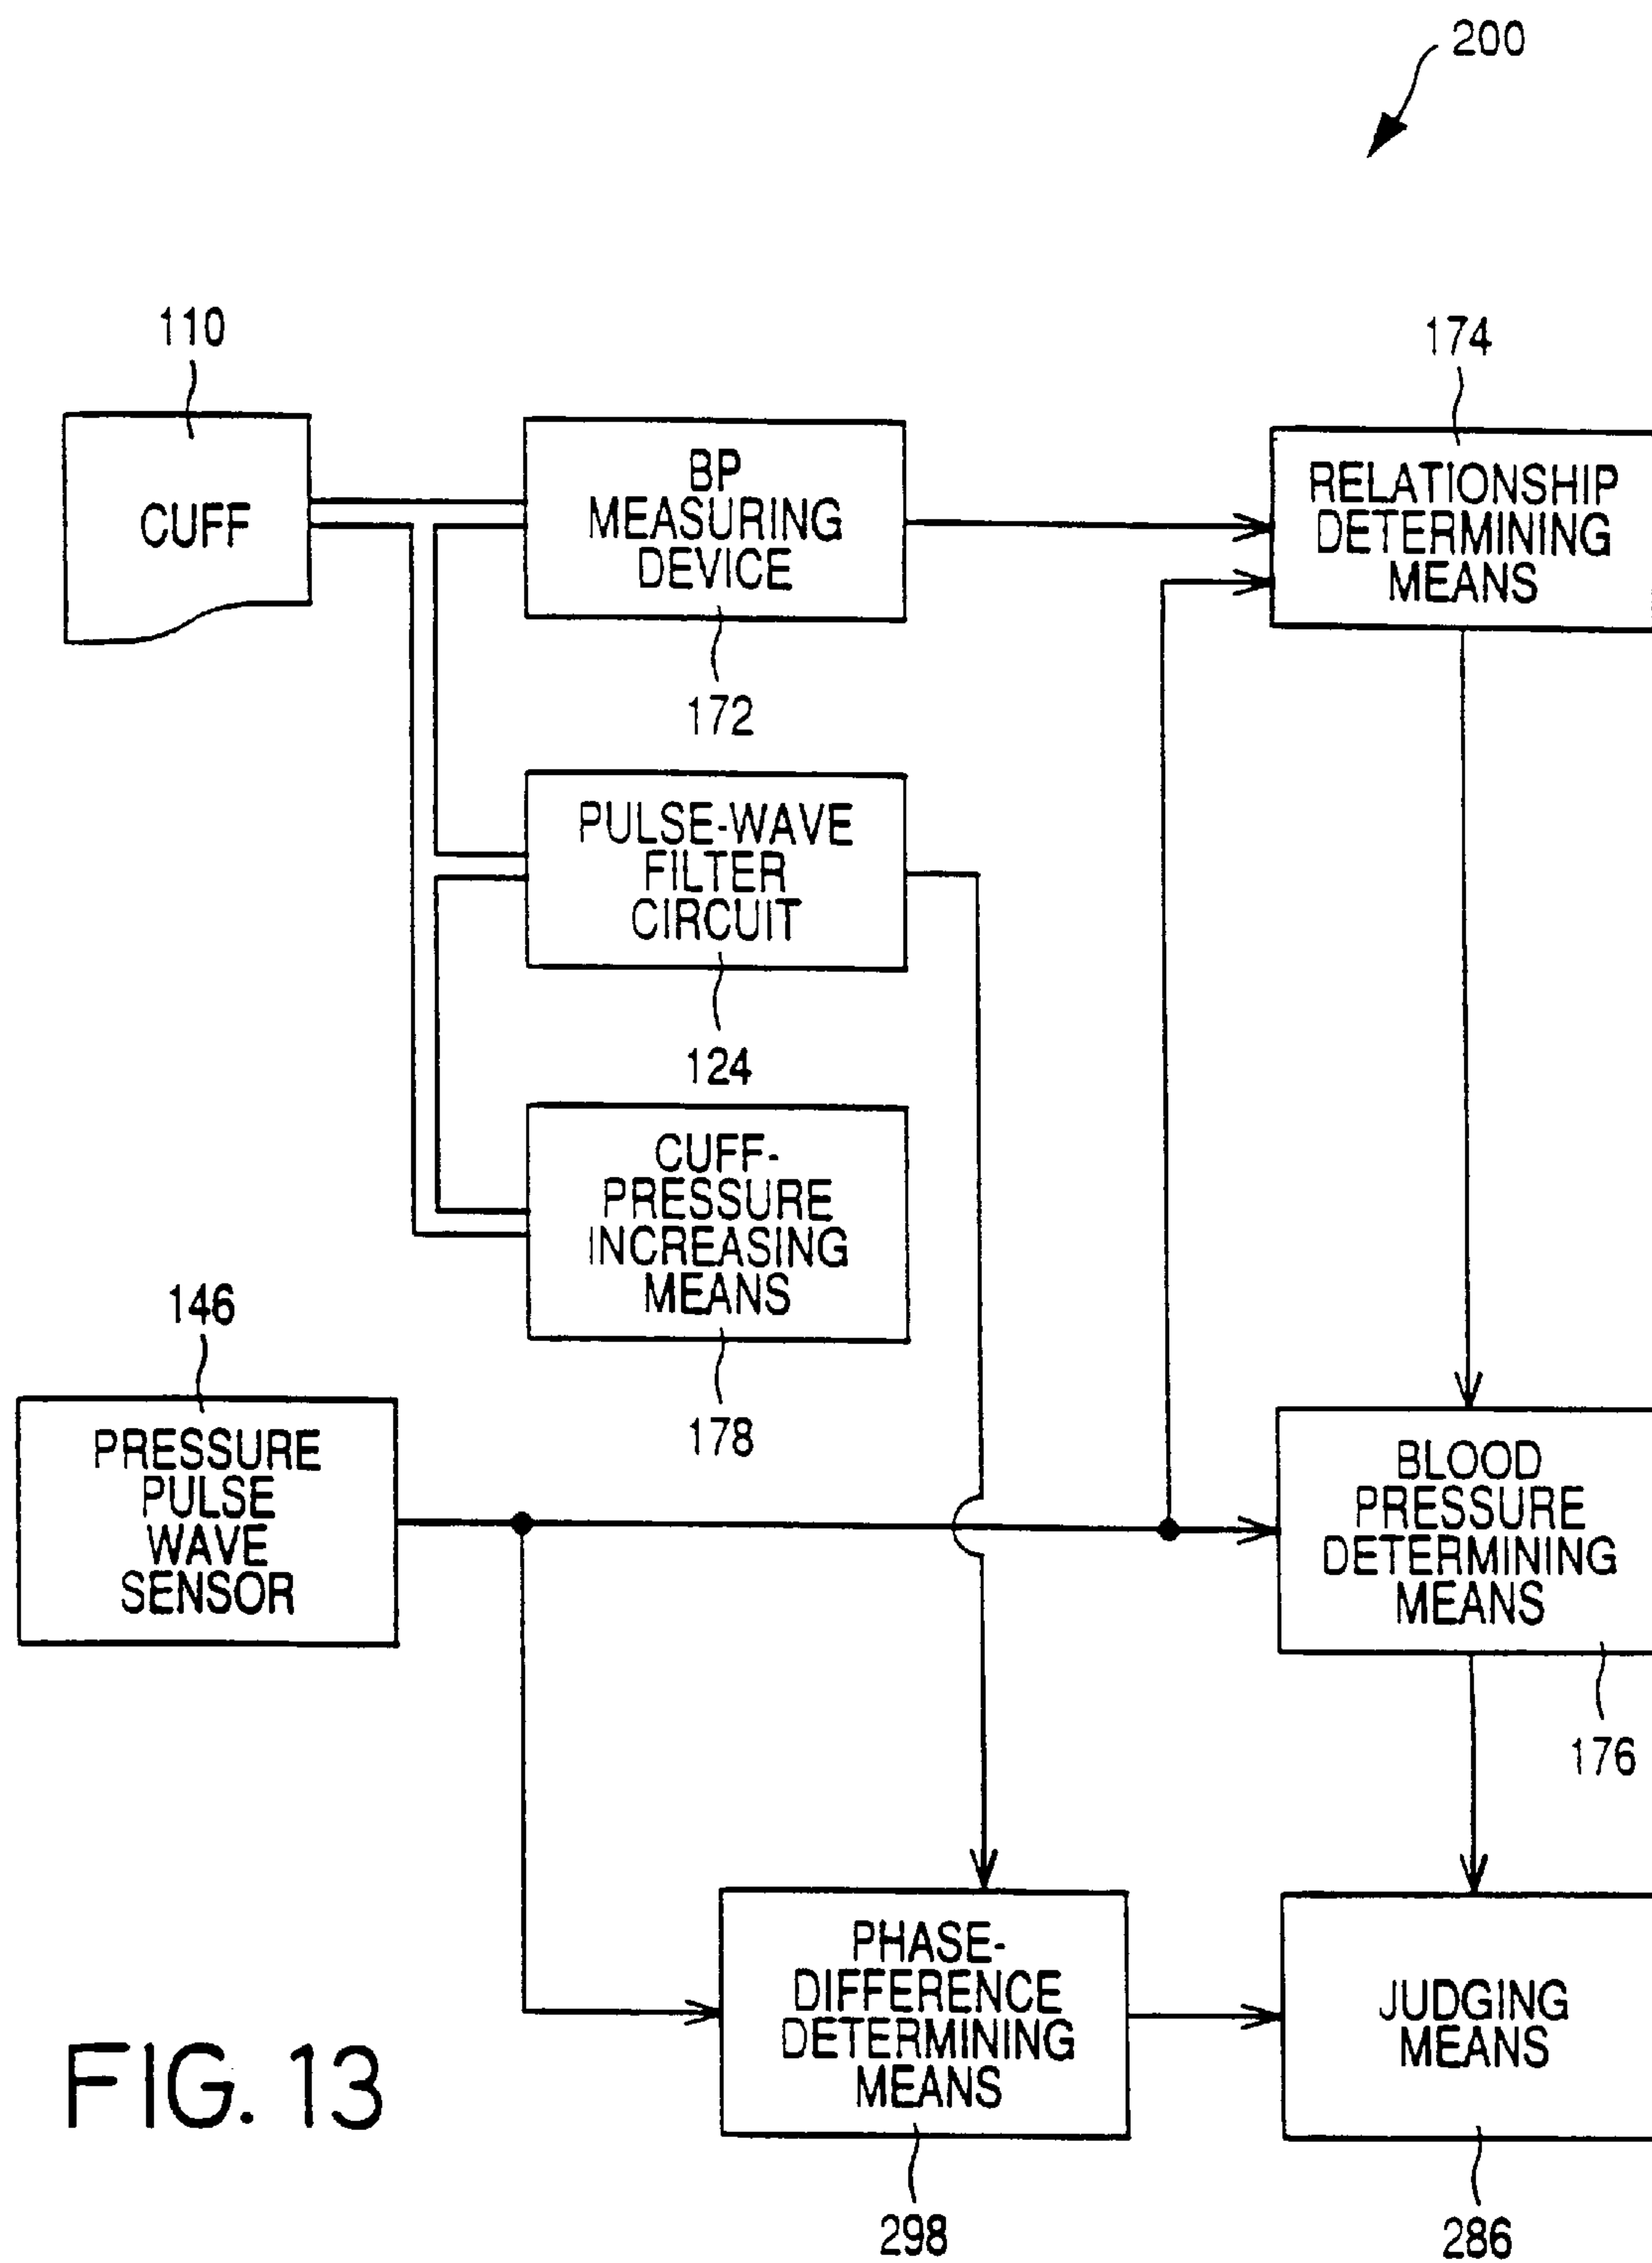 200
110
174
CUFF
BP
MEASURING
DEVICE
RELATIONSHIP
DETERMINING
MEANS
172
PULSE-WAVE
FILTER
CIRCUIT
124
CUFF-
PRESSURE
INCREASING
MEANS
178
146
PRESSURE
PULSE
WAVE
SENSOR
BLOOD
PRESSURE
DETERMINING
MEANS
176
PHASE-
DIFFERENCE
DETERMINING
MEANS
298
JUDGING
MEANS
286
FIG. 13